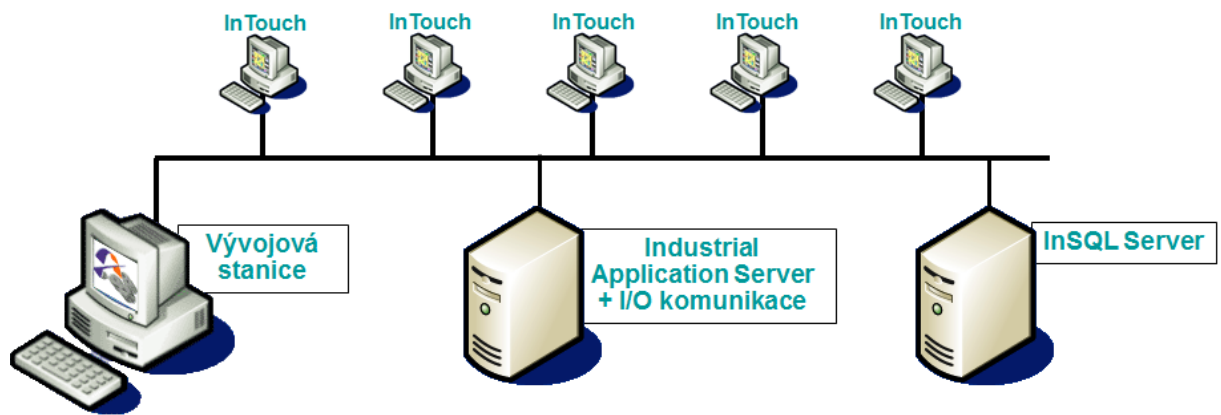 InTouch
InTouch
InTouch
InTouch
InTouch
Vývojová
stanice
Industrial
Application Server
+ I/O komunikace
InSQL Server